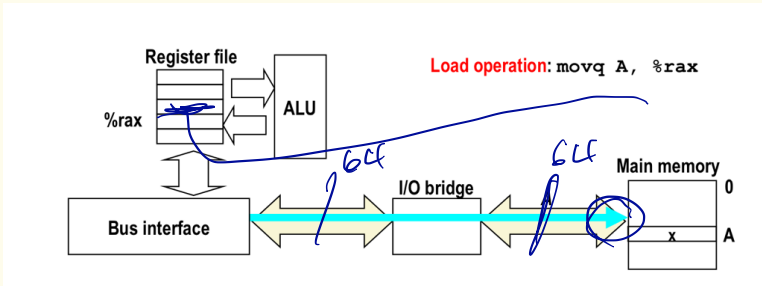 Register file
Load operation: movq A, %rax
ALU
%rax
64
64
I/O bridge
Main memory
0
Bus interface
x
A
A